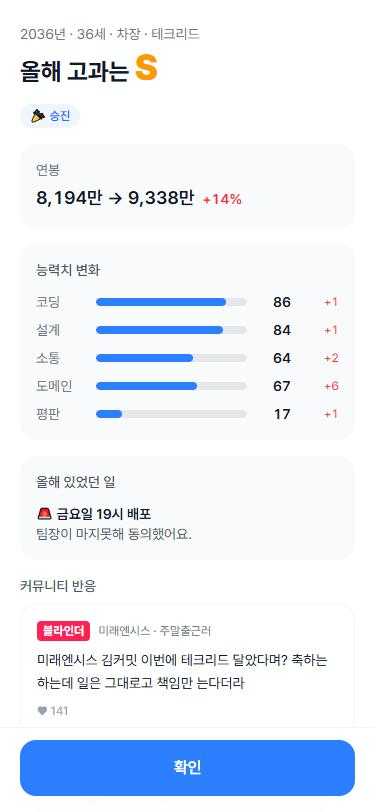 2036년 · 36세 · 차장 · 테크리드
올해 고과는 S
승진
연봉
8,194만 → 9,338만 +14%
능력치 변화
코딩 86 +1
설계 84 +1
소통 64 +2
도메인 67 +6
평판 17 +1
올해 있었던 일
금요일 19시 배포
팀장이 마지못해 동의했어요.
커뮤니티 반응
블라인더 미래엔시스 · 주말출근러
미래엔시스 김커밋 이번에 테크리드 달았다며? 축하는
하는데 일은 그대로고 책임만 는다더라
141
확인